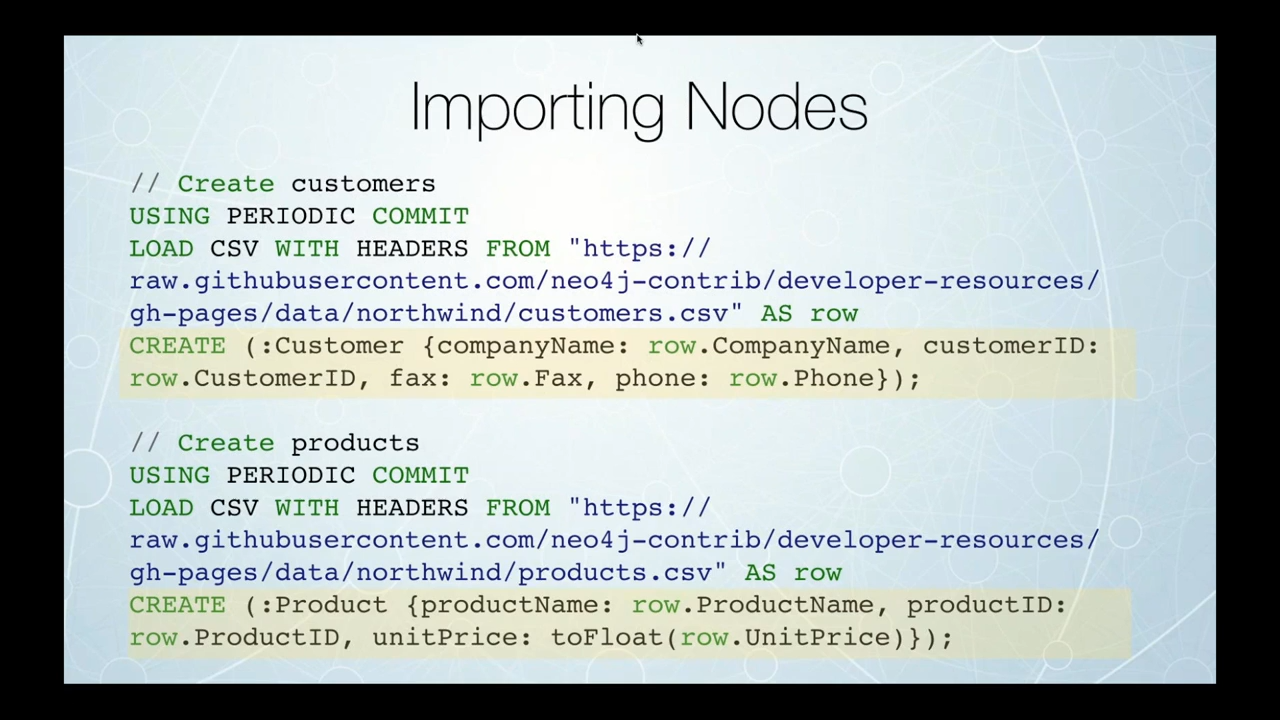 Importing Nodes
// Create customers
USING PERIODIC COMMIT
LOAD CSV WITH HEADERS FROM "https://
raw.githubusercontent.com/neo4j-contrib/developer-resources/
gh-pages/data/northwind/customers.csv" AS row
CREATE (:Customer {companyName: row.CompanyName, customerID:
row.CustomerID, fax: row.Fax, phone: row.Phone});
// Create products
USING PERIODIC COMMIT
LOAD CSV WITH HEADERS FROM "https://
raw.githubusercontent.com/neo4j-contrib/developer-resources/
gh-pages/data/northwind/products.csv" AS row
CREATE (:Product {productName: row.ProductName, productID:
row.ProductID, unitPrice: toFloat(row.UnitPrice)});